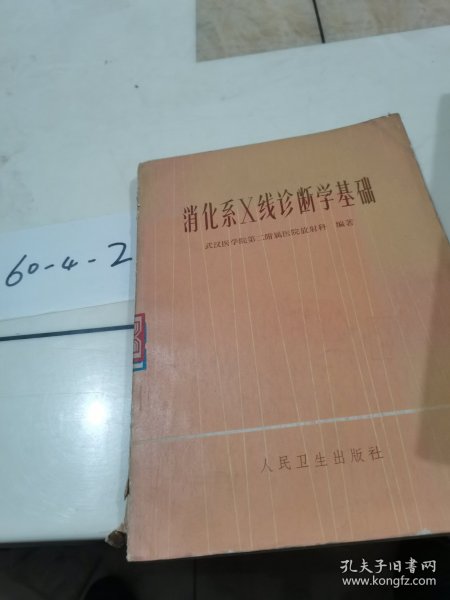 消化系X线诊断学基础
武汉医学院第二附属医院放射科 编著
60-4-2
人民卫生出版社
孔夫子旧书网
www.kongfz.com